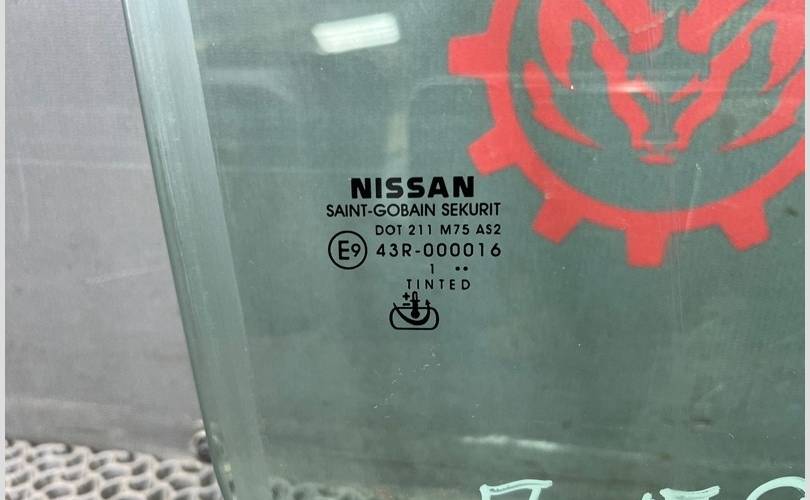 NISSAN
SAINT-GOBAIN SEKURIT
DOT 211 M75 AS2
E9 43R-000016
1 ••
TINTED